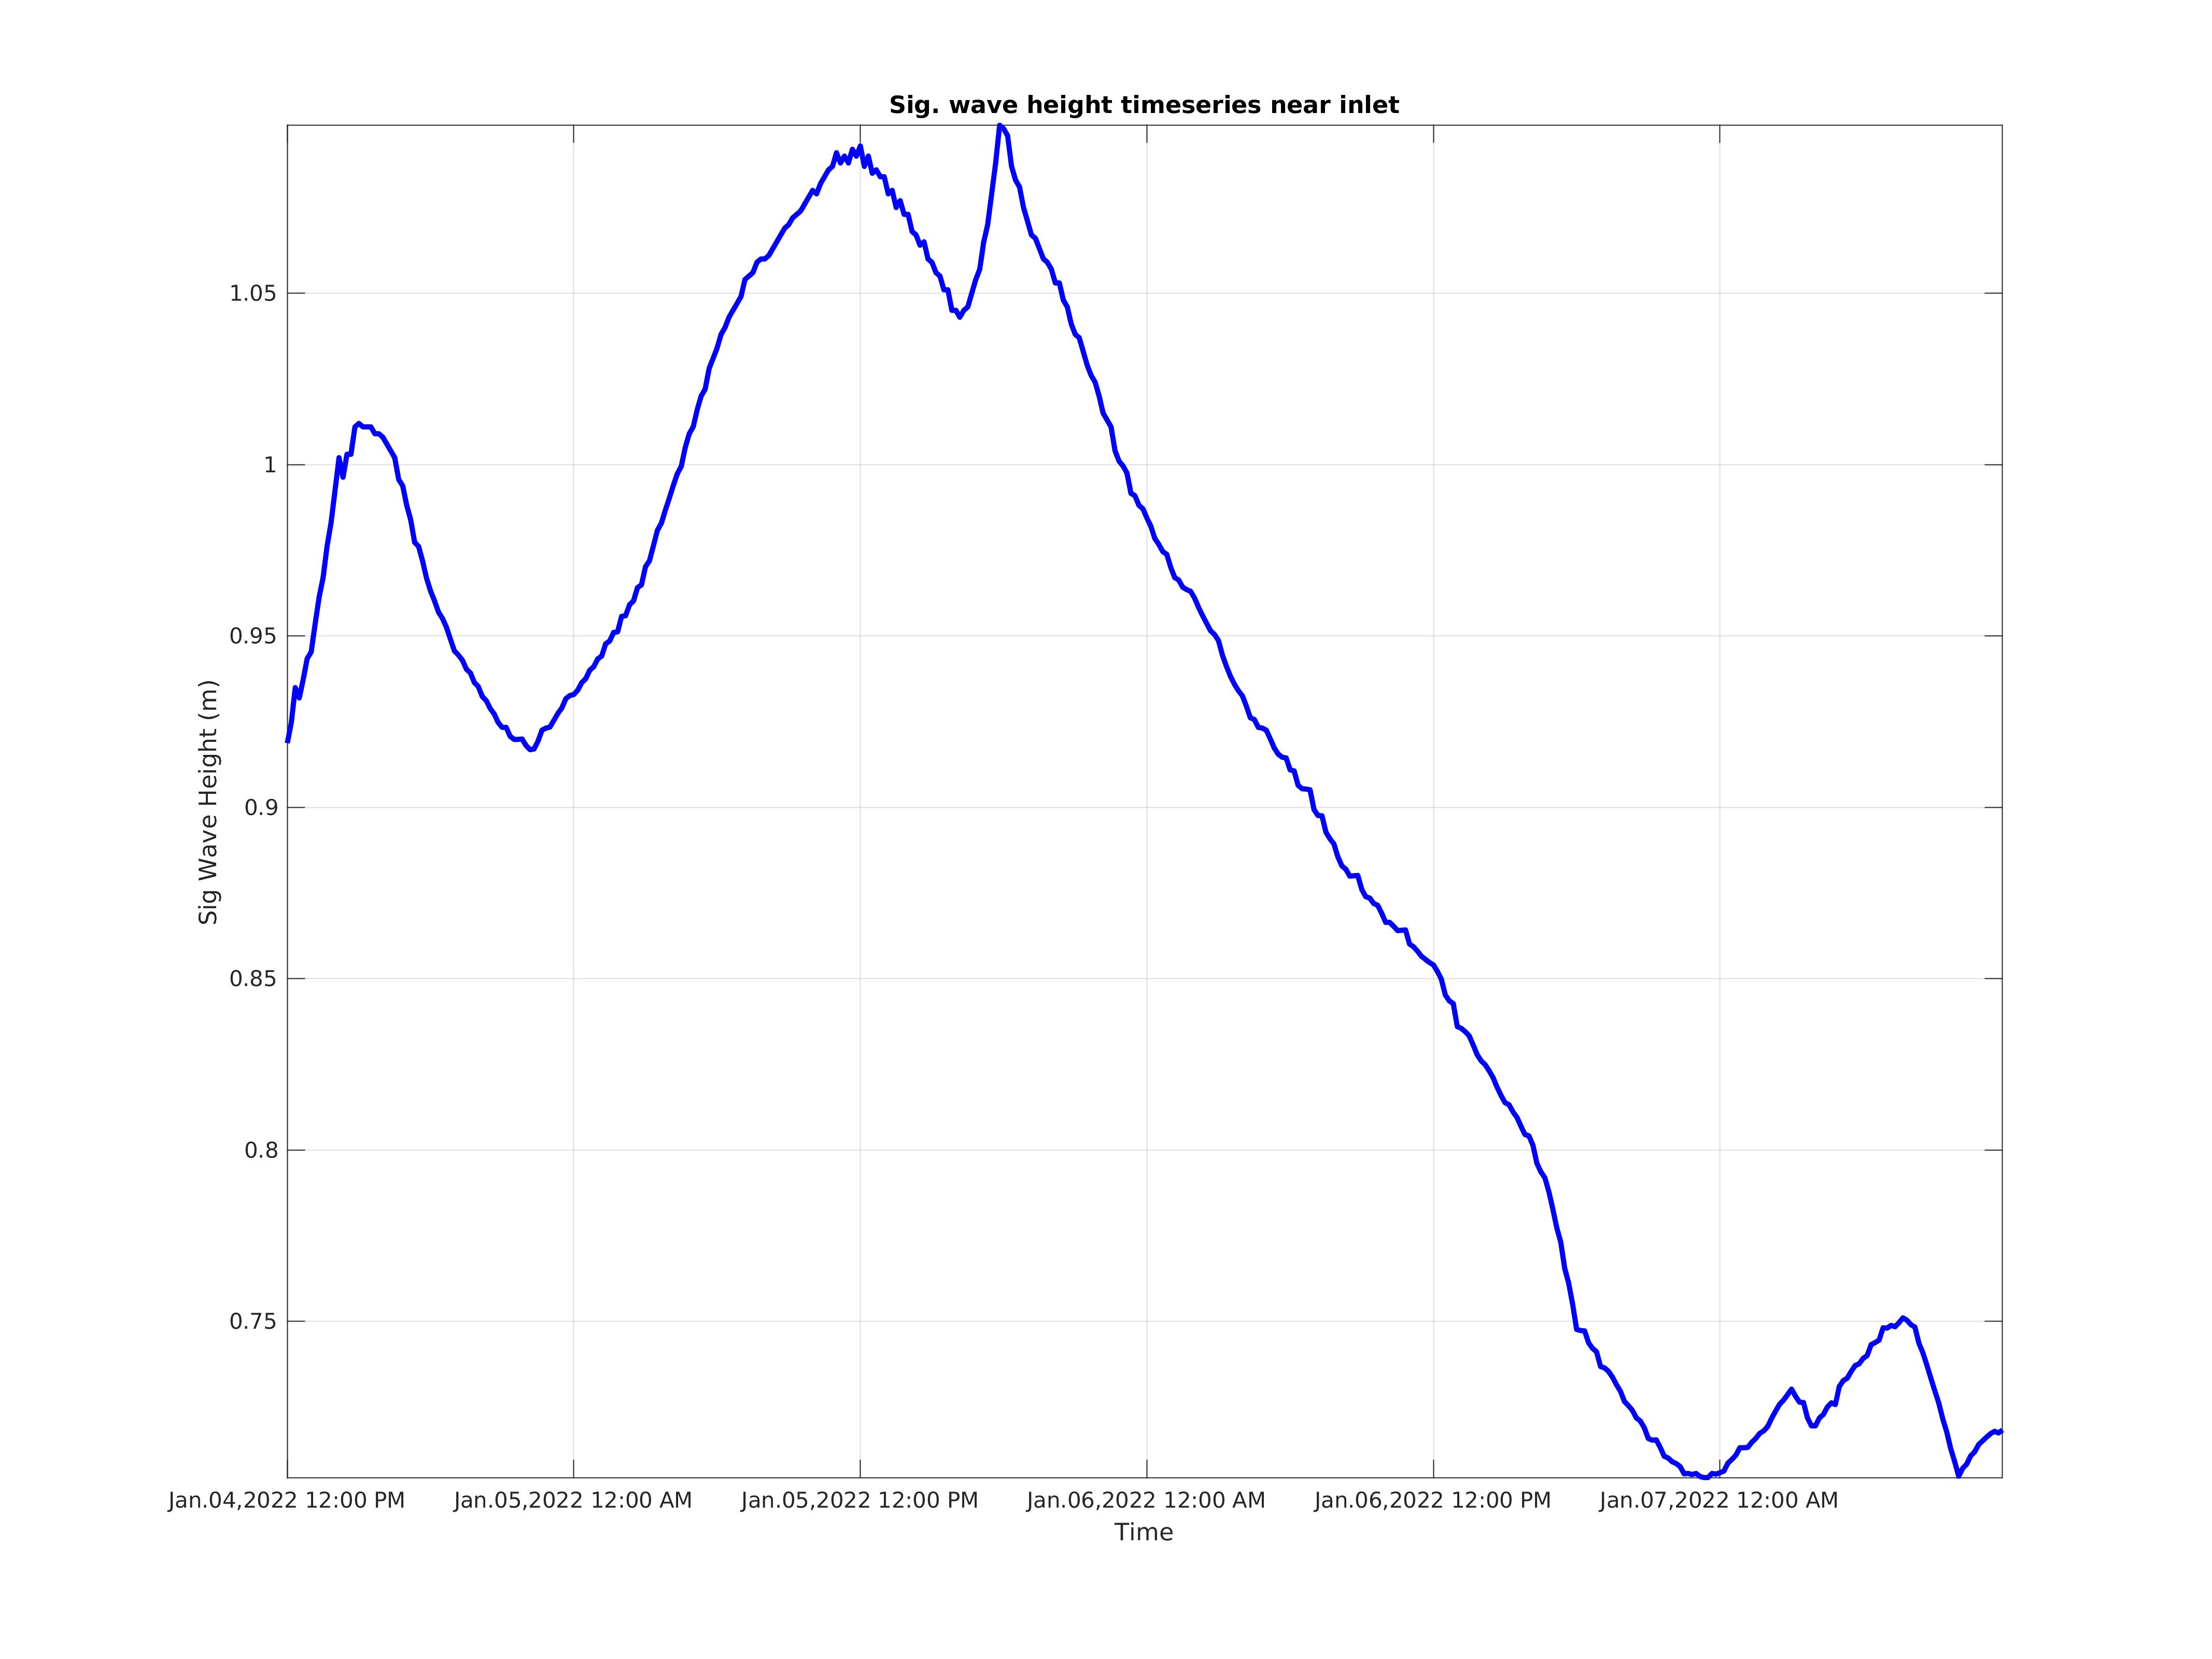 Sig. wave height timeseries near inlet
1.05
1
0.95
0.9
0.85
0.8
0.75
Sig Wave Height (m)
Jan.04,2022 12:00 PM Jan.05,2022 12:00 AM Jan.05,2022 12:00 PM Jan.06,2022 12:00 AM Jan.06,2022 12:00 PM Jan.07,2022 12:00 AM
Time